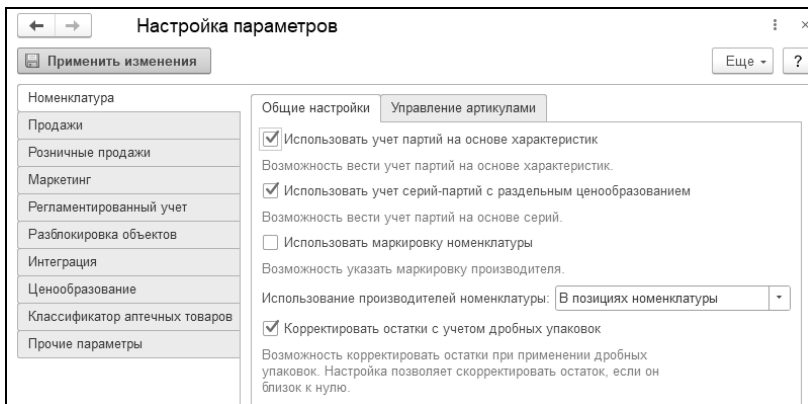 Настройка параметров
Применить изменения
Еще
?
Номенклатура
Продажи
Розничные продажи
Маркетинг
Регламентированный учет
Разблокировка объектов
Интеграция
Ценообразование
Классификатор аптечных товаров
Прочие параметры
Общие настройки
Управление артикулами
Использовать учет партий на основе характеристик
Возможность вести учет партий на основе характеристик.
Использовать учет серий-партий с раздельным ценообразованием
Возможность вести учет партий на основе серий.
Использовать маркировку номенклатуры
Возможность указать маркировку производителя.
Использование производителей номенклатуры: В позициях номенклатуры
Корректировать остатки с учетом дробных упаковок
Возможность корректировать остатки при применении дробных
упаковок. Настройка позволяет скорректировать остаток, если он
близок к нулю.